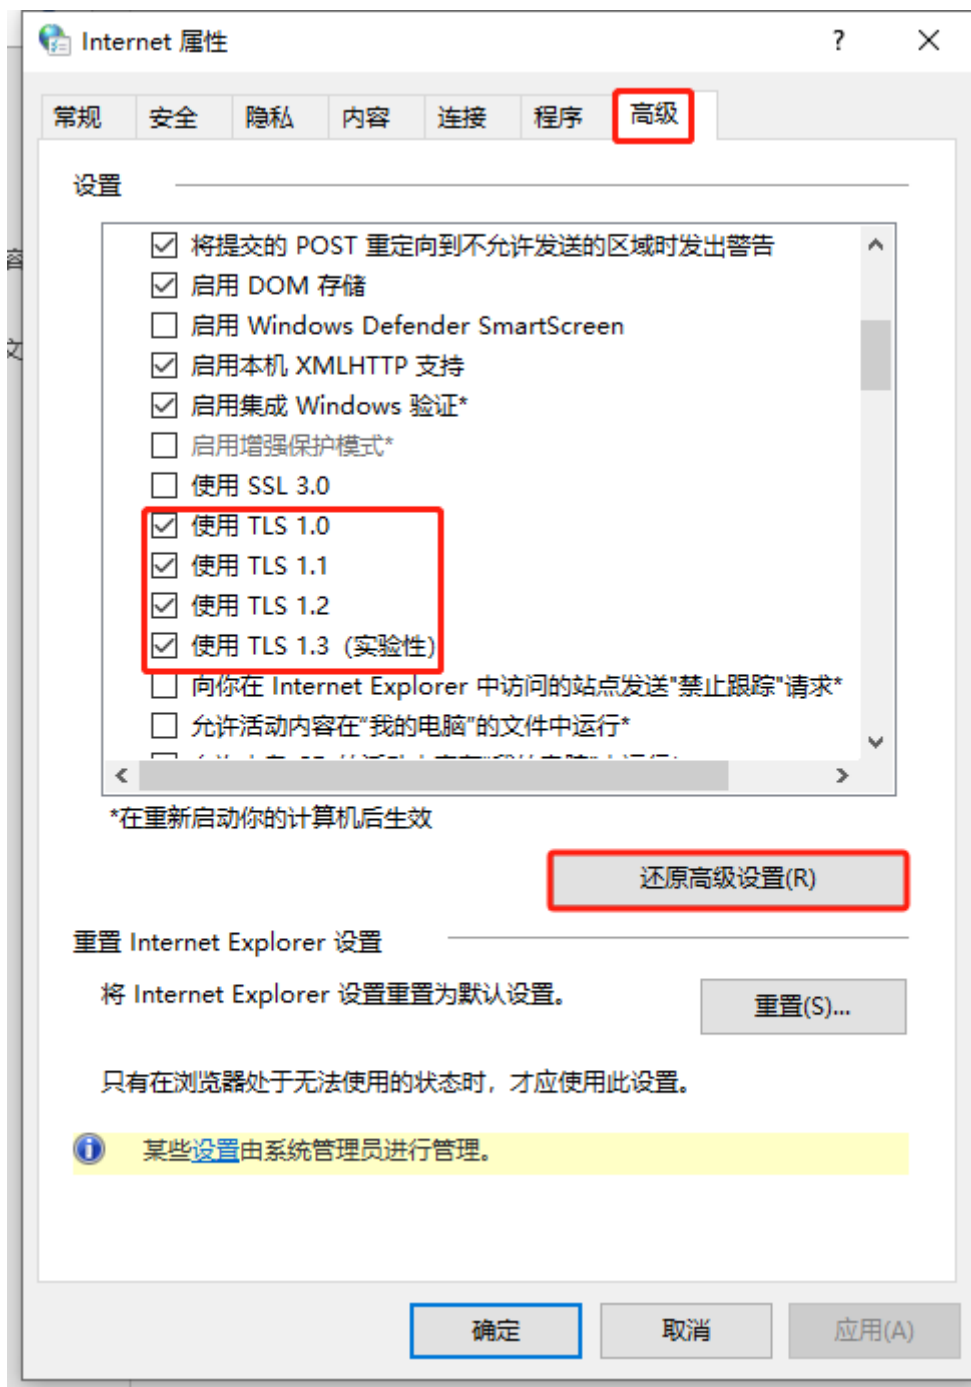 Internet 属性
常规 安全 隐私 内容 连接 程序 高级
设置
将提交的 POST 重定向到不允许发送的区域时发出警告
启用 DOM 存储
启用 Windows Defender SmartScreen
启用本机 XMLHTTP 支持
启用集成 Windows 验证*
启用增强保护模式*
使用 SSL 3.0
使用 TLS 1.0
使用 TLS 1.1
使用 TLS 1.2
使用 TLS 1.3（实验性）
向你在 Internet Explorer 中访问的站点发送"禁止跟踪"请求*
允许活动内容在“我的电脑”的文件中运行*
*在重新启动你的计算机后生效
还原高级设置(R)
重置 Internet Explorer 设置
将 Internet Explorer 设置重置为默认设置。
重置(S)...
只有在浏览器处于无法使用的状态时，才应使用此设置。
某些设置由系统管理员进行管理。
确定 取消 应用(A)